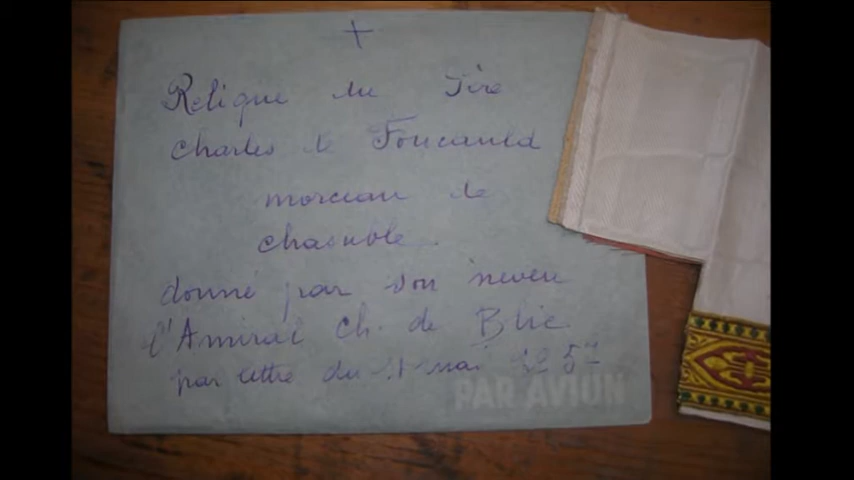 +
Relique du Père
Charles de Foucauld
morceau de
chasuble.
donné par son neveu
l'Amiral Ch. de Blic
par lettre du mai
PAR AVION